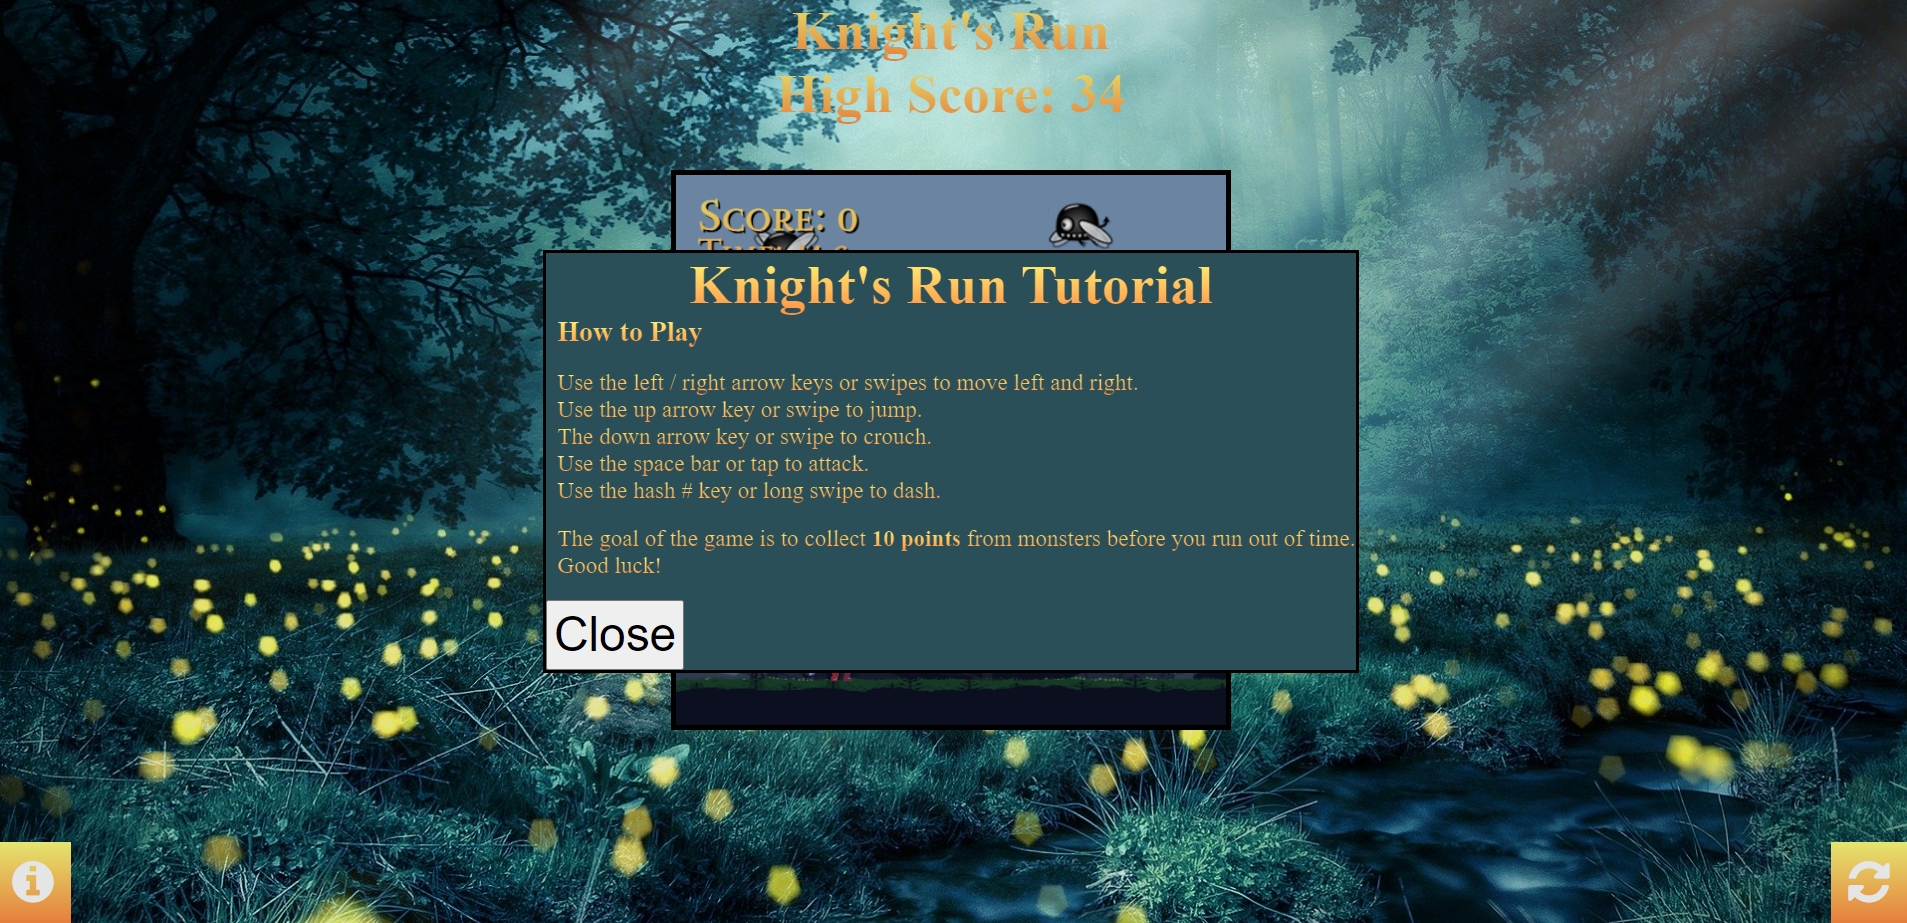 Knight's Run
High Score: 34
Score: 0
Knight's Run Tutorial
How to Play
Use the left / right arrow keys or swipes to move left and right.
Use the up arrow key or swipe to jump.
The down arrow key or swipe to crouch.
Use the space bar or tap to attack.
Use the hash # key or long swipe to dash.
The goal of the game is to collect 10 points from monsters before you run out of time.
Good luck!
Close